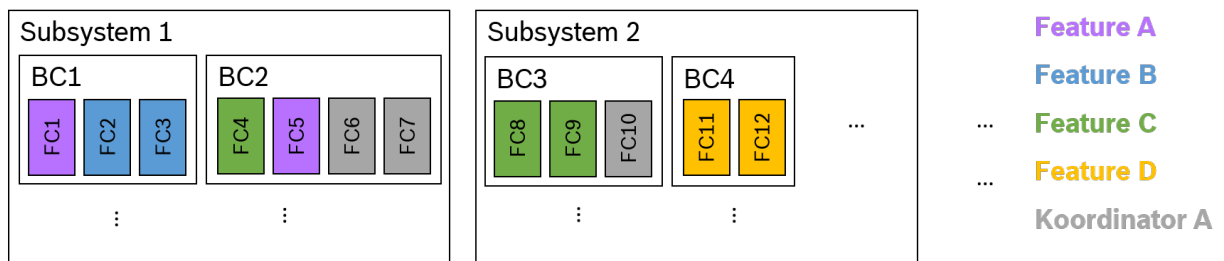 Subsystem 1
BC1
FC1
FC2
FC3
BC2
FC4
FC5
FC6
FC7
⋮
⋮
Subsystem 2
BC3
FC8
FC9
FC10
BC4
FC11
FC12
...
⋮
⋮
...
...
Feature A
Feature B
Feature C
Feature D
Koordinator A